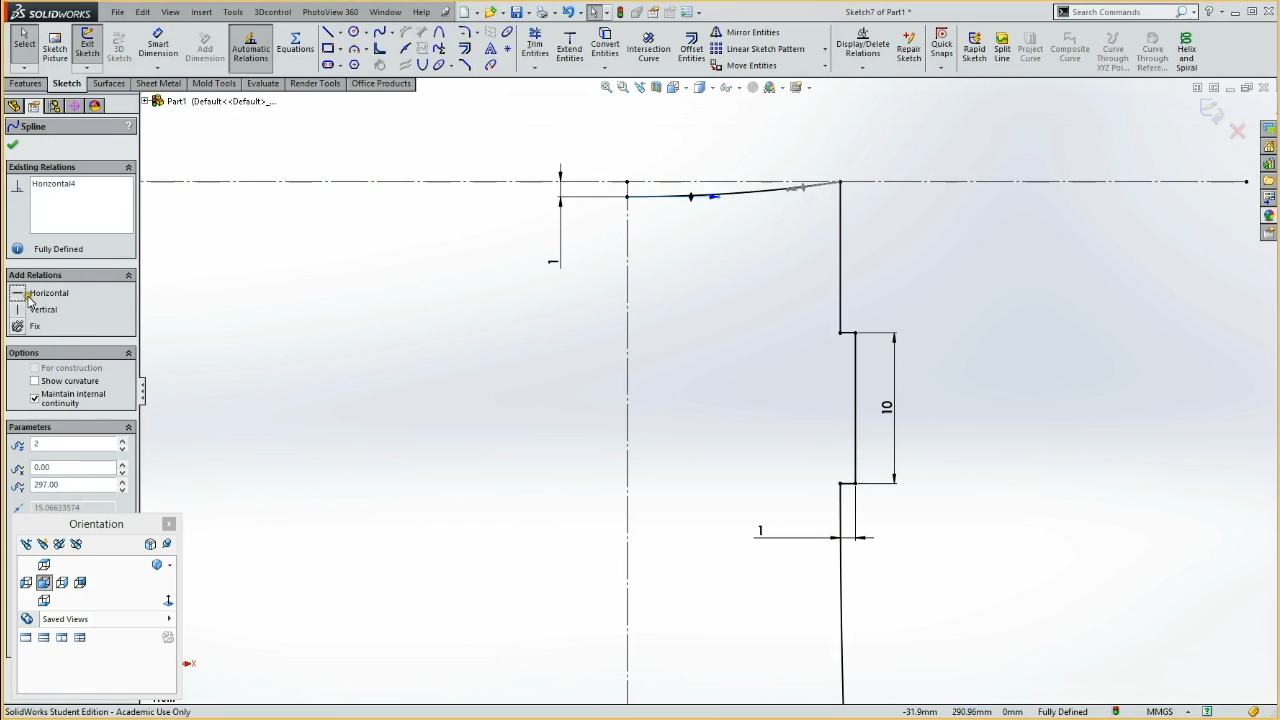 SOLIDWORKS File Edit View Insert Tools 3Dcontrol PhotoView 360 Window Help Sketch7 of Part1 * Search Commands
Select Sketch Picture Exit Sketch 3D Sketch Smart Dimension Add Dimension Automatic Relations Equations Trim Entities Extend Entities Convert Entities Intersection Curve Offset Entities Mirror Entities Linear Sketch Pattern Move Entities Display/Delete Relations Repair Sketch Quick Snaps Rapid Sketch Split Line Project Curve Composite Curve Curve Through XYZ Poi... Curve Through Refere... Helix and Spiral
Features Sketch Surfaces Sheet Metal Mold Tools Evaluate Render Tools Office Products
Part1 (Default<<Default>_...
Spline ?
Existing Relations
Horizontal4
Fully Defined
Add Relations
Horizontal
Vertical
Fix
Options
For construction
Show curvature
Maintain internal continuity
Parameters
2
0.00
297.00
15.06633574
Orientation
Saved Views
X
1
10
1
SolidWorks Student Edition - Academic Use Only -31.9mm 290.96mm 0mm Fully Defined MMGS